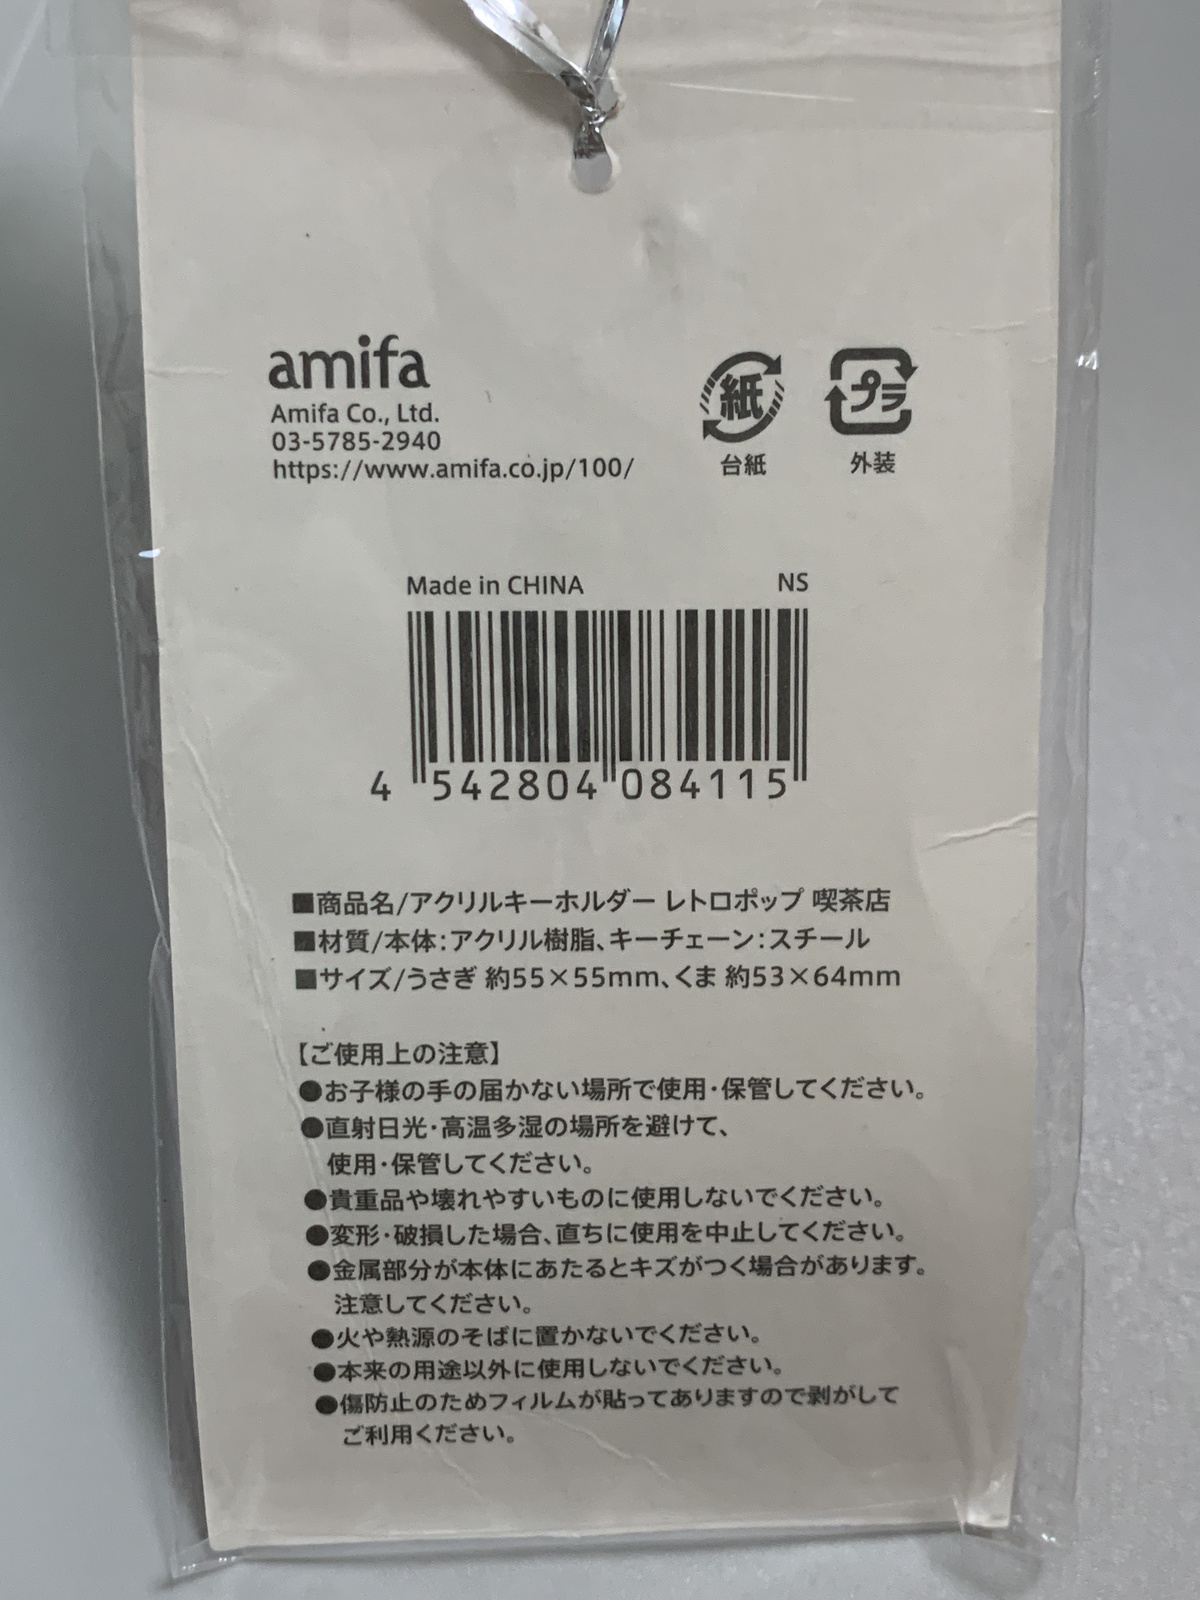 amifa
Amifa Co., Ltd.
03-5785-2940
https://www.amifa.co.jp/100/
紙
台紙
プラ
外装
Made in CHINA
NS
4 542804 084115
■商品名/アクリルキーホルダー レトロポップ 喫茶店
■材質/本体:アクリル樹脂、キーチェーン:スチール
■サイズ/うさぎ 約55×55mm、くま 約53×64mm
【ご使用上の注意】
●お子様の手の届かない場所で使用・保管してください。
●直射日光・高温多湿の場所を避けて、
使用・保管してください。
●貴重品や壊れやすいものに使用しないでください。
●変形・破損した場合、直ちに使用を中止してください。
●金属部分が本体にあたるとキズがつく場合があります。
注意してください。
●火や熱源のそばに置かないでください。
●本来の用途以外に使用しないでください。
●傷防止のためフィルムが貼ってありますので剥がして
ご利用ください。